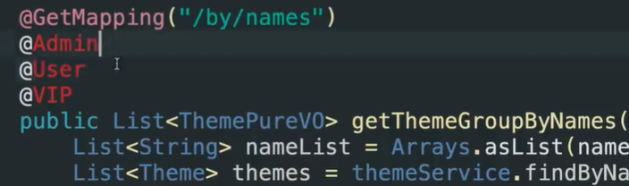 @GetMapping("/by/names")
@Admin
@User
@VIP
public List<ThemePureVO> getThemeGroupByNames(
List<String> nameList = Arrays.asList(name
List<Theme> themes = themeService.findByNa